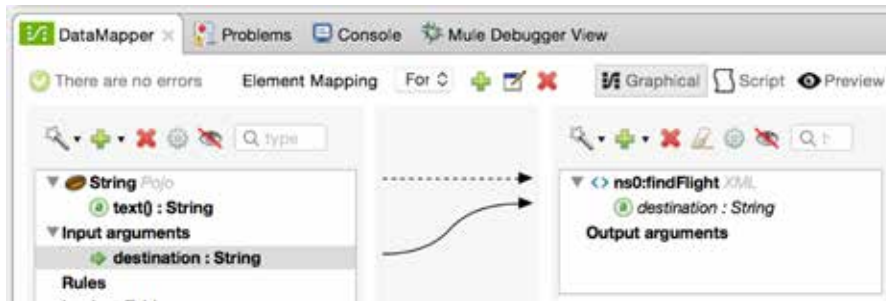 DataMapper Problems Console Mule Debugger View
There are no errors Element Mapping For Graphical Script Preview
type
String Pojo ns0:findFlight XML
text() : String destination : String
Input arguments Output arguments
destination : String
Rules